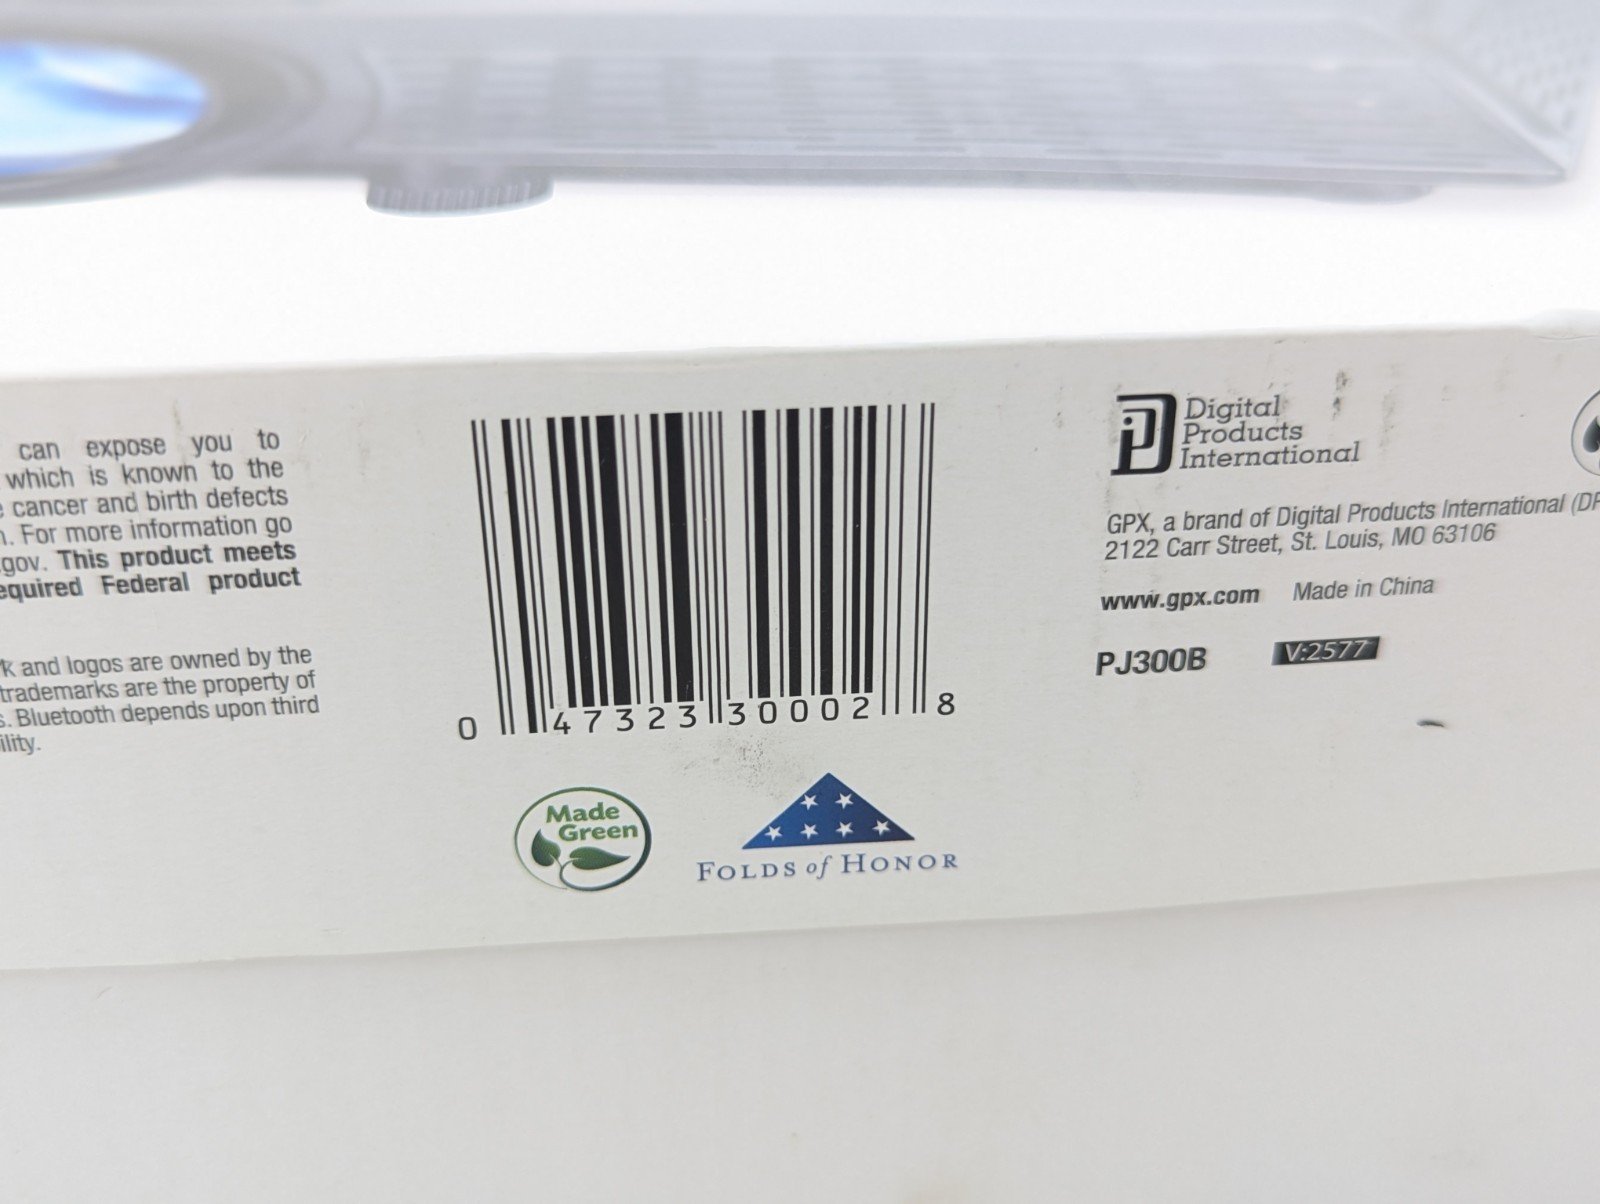 can expose you to
which is known to the
cancer and birth defects
For more information go
gov. This product meets
equired Federal product
k and logos are owned by the
trademarks are the property of
s. Bluetooth depends upon third
ility.
0 47323 30002 8
Made
Green
FOLDS of HONOR
Digital
Products
International
GPX, a brand of Digital Products International (DP
2122 Carr Street, St. Louis, MO 63106
www.gpx.com Made in China
PJ300B V:2577